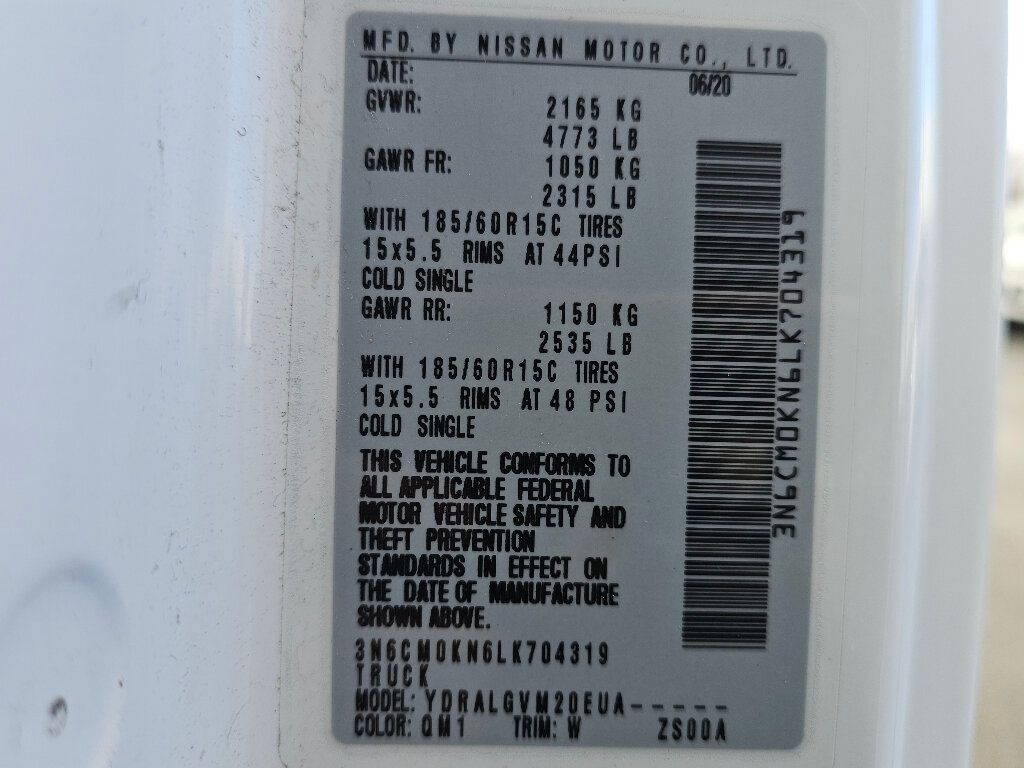 MFD. BY NISSAN MOTOR CO., LTD.
DATE: 06/20
GVWR: 2165 KG
4773 LB
GAWR FR: 1050 KG
2315 LB
WITH 185/60R15C TIRES
15x5.5 RIMS AT 44PSI
COLD SINGLE
GAWR RR: 1150 KG
2535 LB
WITH 185/60R15C TIRES
15x5.5 RIMS AT 48 PSI
COLD SINGLE
THIS VEHICLE CONFORMS TO
ALL APPLICABLE FEDERAL
MOTOR VEHICLE SAFETY AND
THEFT PREVENTION
STANDARDS IN EFFECT ON
THE DATE OF MANUFACTURE
SHOWN ABOVE.
3N6CM0KN6LK704319
TRUCK
MODEL: YDRALGVM20EUA-----
COLOR: QM1 TRIM: W ZS00A
3N6CM0KN6LK704319